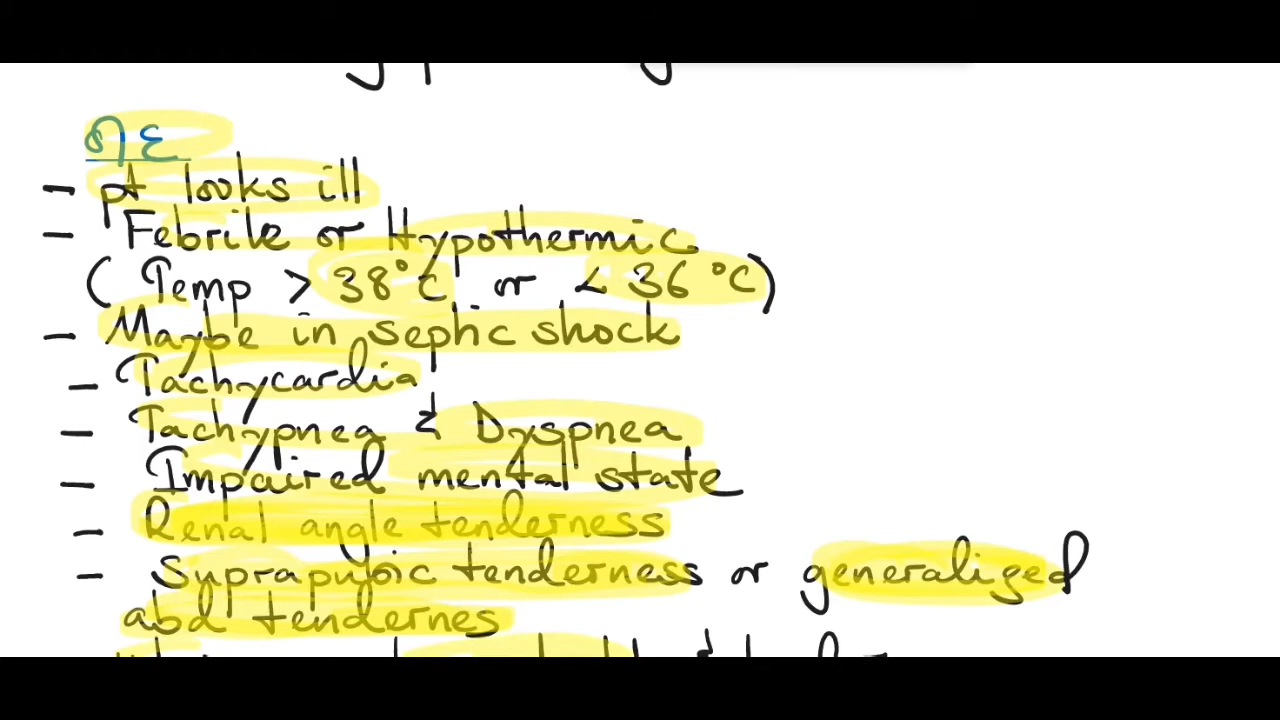 O/E
- pt looks ill
- Febrile or Hypothermic
( Temp > 38°C or < 36 °C)
- Maybe in septic shock
- Tachycardia
- Tachypnea & Dyspnea
- Impaired mental state
- Renal angle tenderness
- Suprapubic tenderness or generalized
abd tendernes